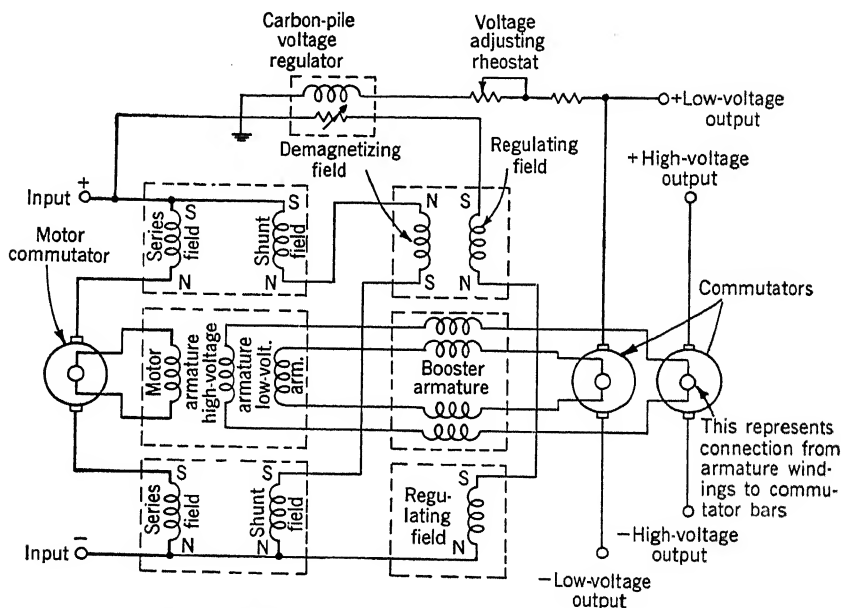 Carbon-pile
voltage
regulator
Voltage
adjusting
rheostat
+Low-voltage
output
Demagnetizing
field
Regulating
field
+High-voltage
output
Input +
Motor
commutator
Series
field
S
N
Shunt
field
S
N
N
S
S
N
Commutators
Motor
armature
high-voltage
armature
low-volt.
arm.
Booster
armature
This represents
connection from
armature wind-
ings to commu-
tator bars
Series
field
S
N
Shunt
field
S
N
Regu-
lating
field
S
N
Input −
−High-voltage
output
−Low-voltage
output